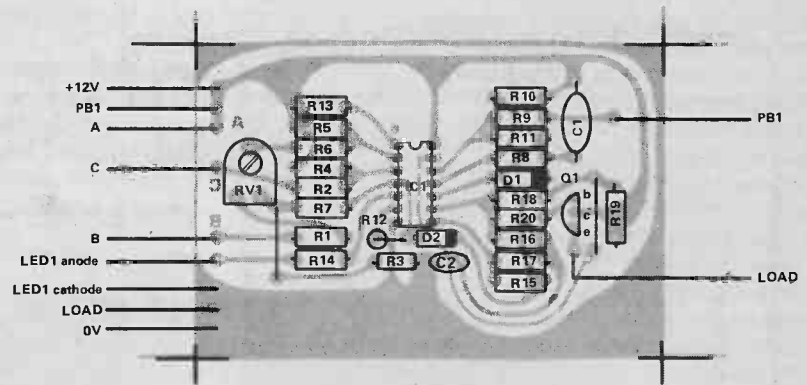 +12V
PB1
A
C
B
LED1 anode
LED1 cathode
LOAD
0V
A
C
B
RV1
R13
R5
R6
R4
R2
R7
R1
R14
R12
R3
IC1
D2
C2
R10
R9
R11
R8
D1
R18
R20
R16
R17
R15
C1
Q1
b
c
e
R19
PB1
LOAD